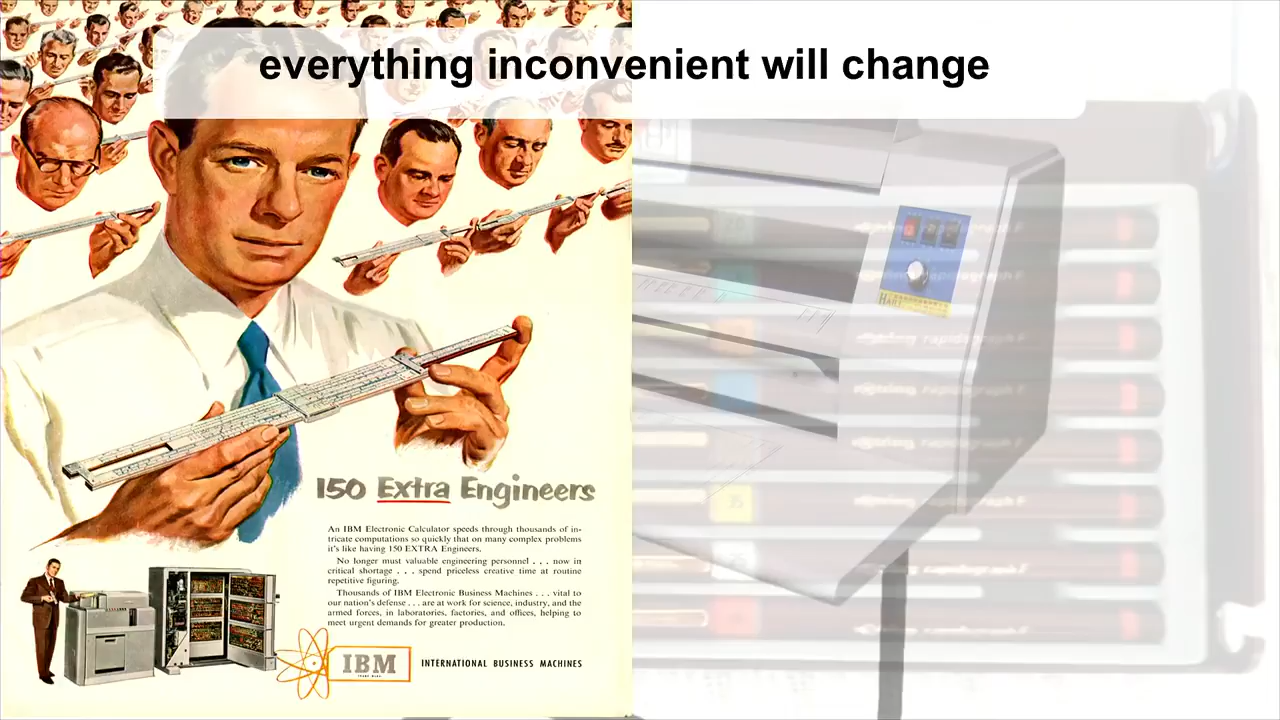 everything inconvenient will change
150 Extra Engineers
An IBM Electronic Calculator speeds through thousands of in-
tricate computations so quickly that on many complex problems
it's like having 150 EXTRA Engineers.
No longer must valuable engineering personnel . . . now in
critical shortage . . . spend priceless creative time at routine
repetitive figuring.
Thousands of IBM Electronic Business Machines . . . vital to
our nation's defense . . . are at work for science, industry, and the
armed forces, in laboratories, factories, and offices, helping to
meet urgent demands for greater production.
IBM
TRADE MARK
INTERNATIONAL BUSINESS MACHINES